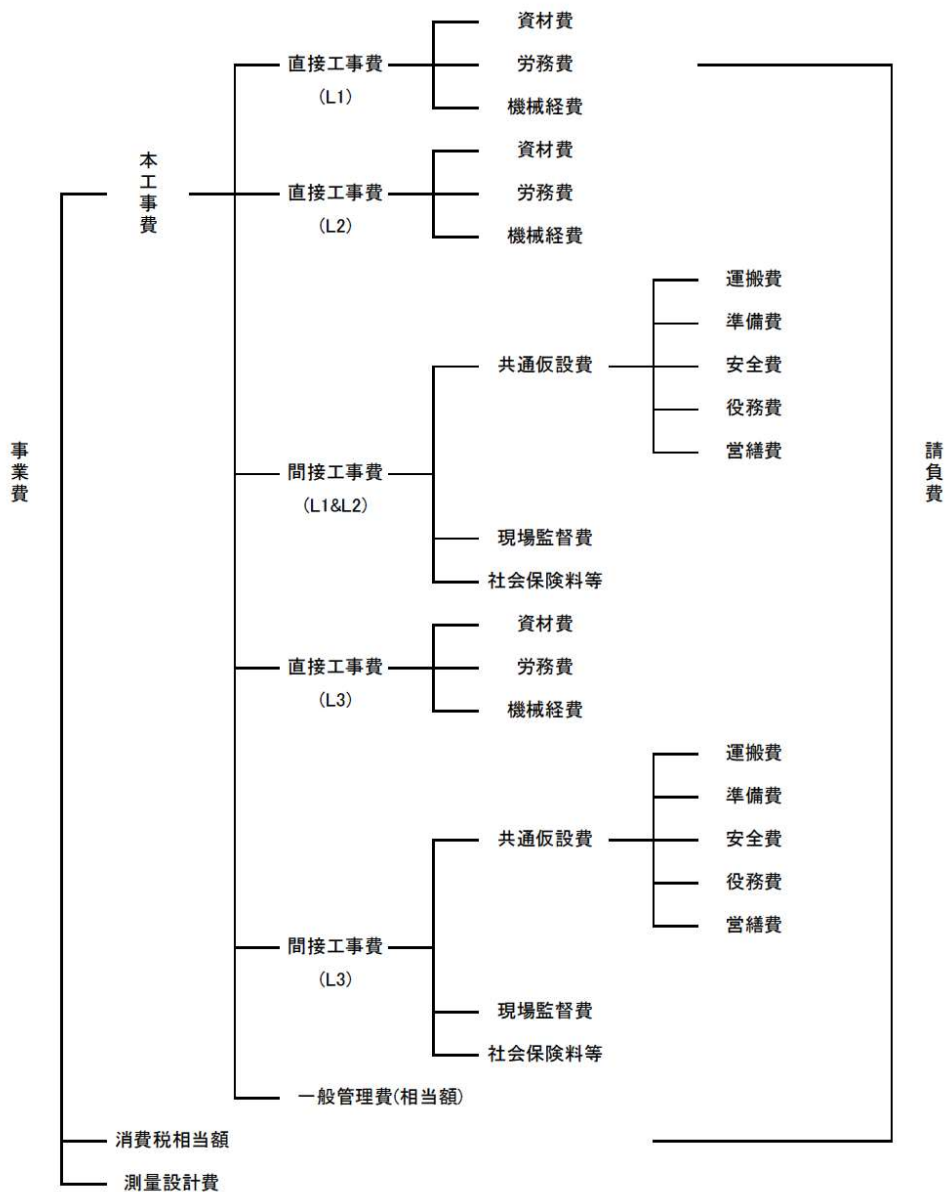 資材費
直接工事費
(L1)
労務費
機械経費
資材費
本工事費
直接工事費
(L2)
労務費
機械経費
運搬費
準備費
共通仮設費
安全費
役務費
営繕費
事業費
請負費
間接工事費
(L1&L2)
現場監督費
社会保険料等
資材費
直接工事費
(L3)
労務費
機械経費
運搬費
準備費
共通仮設費
安全費
役務費
営繕費
間接工事費
(L3)
現場監督費
社会保険料等
一般管理費(相当額)
消費税相当額
測量設計費